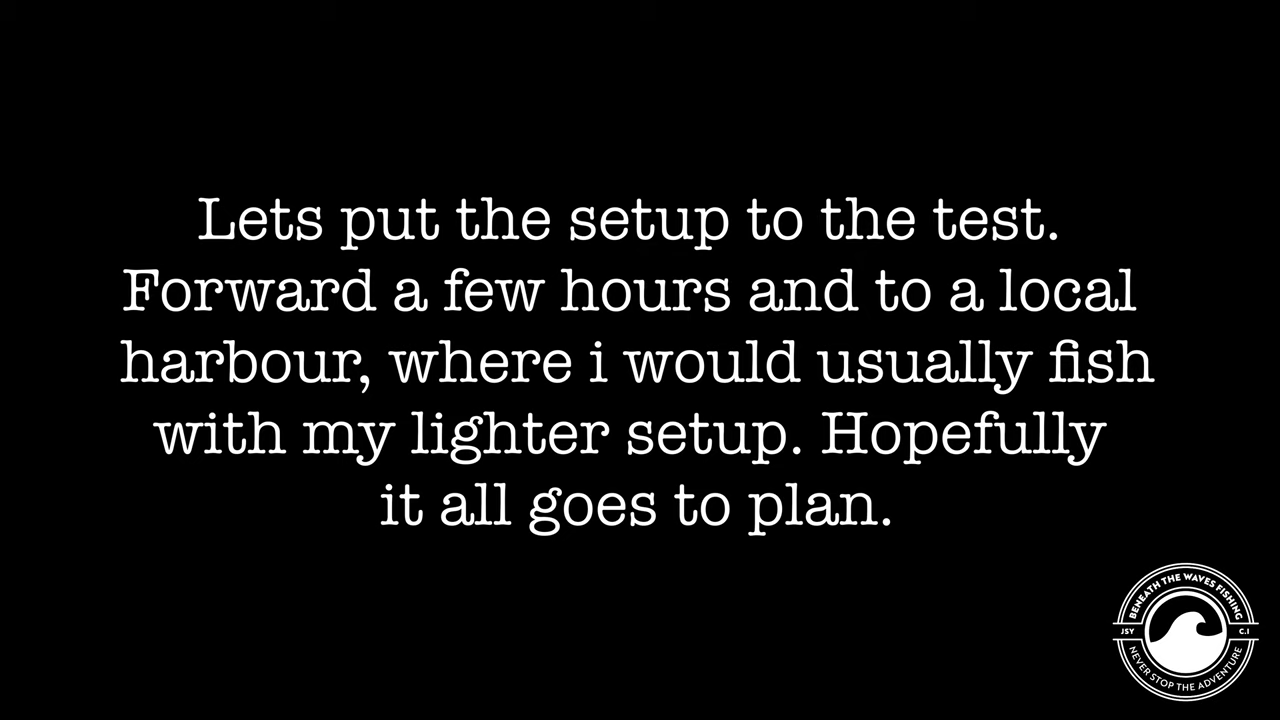 Lets put the setup to the test.
Forward a few hours and to a local
harbour, where i would usually fish
with my lighter setup. Hopefully
it all goes to plan.
BENEATH THE WAVES FISHING
JSY C.I
NEVER STOP THE ADVENTURE